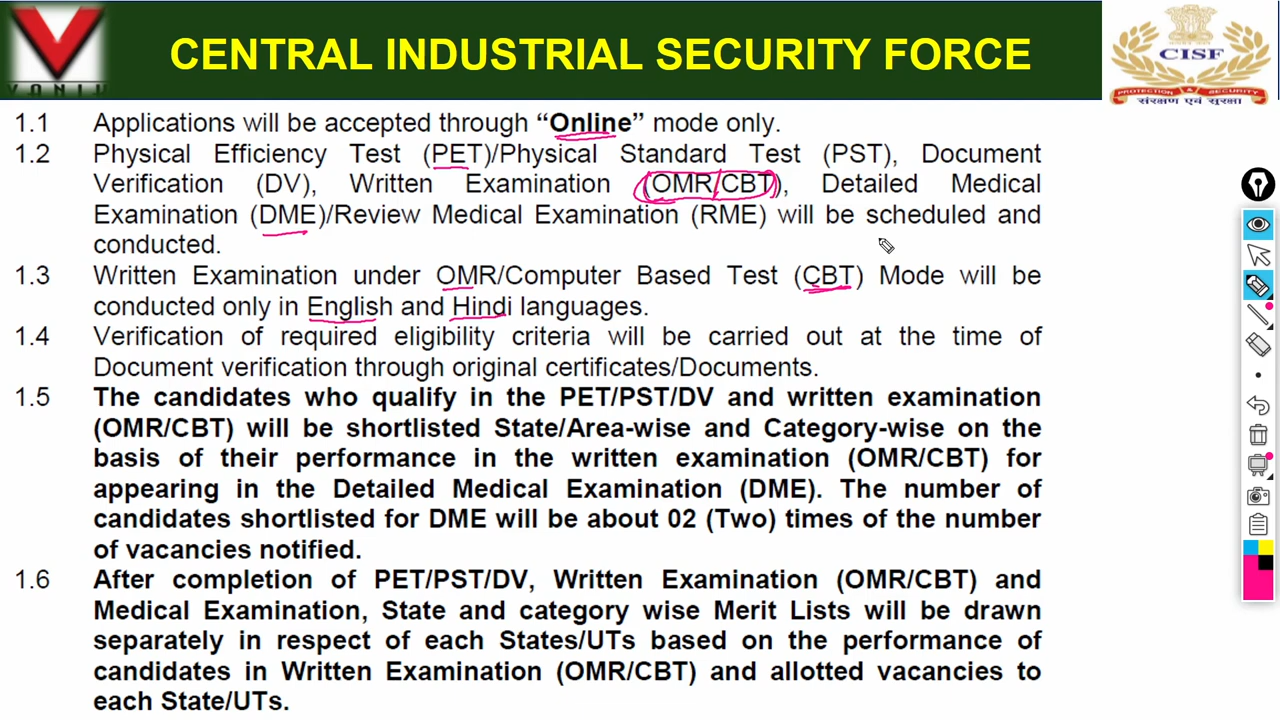 CENTRAL INDUSTRIAL SECURITY FORCE
VANIK
CISF
PROTECTION & SECURITY
संरक्षण एवं सुरक्षा
1.1 Applications will be accepted through “Online” mode only.
1.2 Physical Efficiency Test (PET)/Physical Standard Test (PST), Document
Verification (DV), Written Examination (OMR/CBT), Detailed Medical
Examination (DME)/Review Medical Examination (RME) will be scheduled and
conducted.
1.3 Written Examination under OMR/Computer Based Test (CBT) Mode will be
conducted only in English and Hindi languages.
1.4 Verification of required eligibility criteria will be carried out at the time of
Document verification through original certificates/Documents.
1.5 The candidates who qualify in the PET/PST/DV and written examination
(OMR/CBT) will be shortlisted State/Area-wise and Category-wise on the
basis of their performance in the written examination (OMR/CBT) for
appearing in the Detailed Medical Examination (DME). The number of
candidates shortlisted for DME will be about 02 (Two) times of the number
of vacancies notified.
1.6 After completion of PET/PST/DV, Written Examination (OMR/CBT) and
Medical Examination, State and category wise Merit Lists will be drawn
separately in respect of each States/UTs based on the performance of
candidates in Written Examination (OMR/CBT) and allotted vacancies to
each State/UTs.